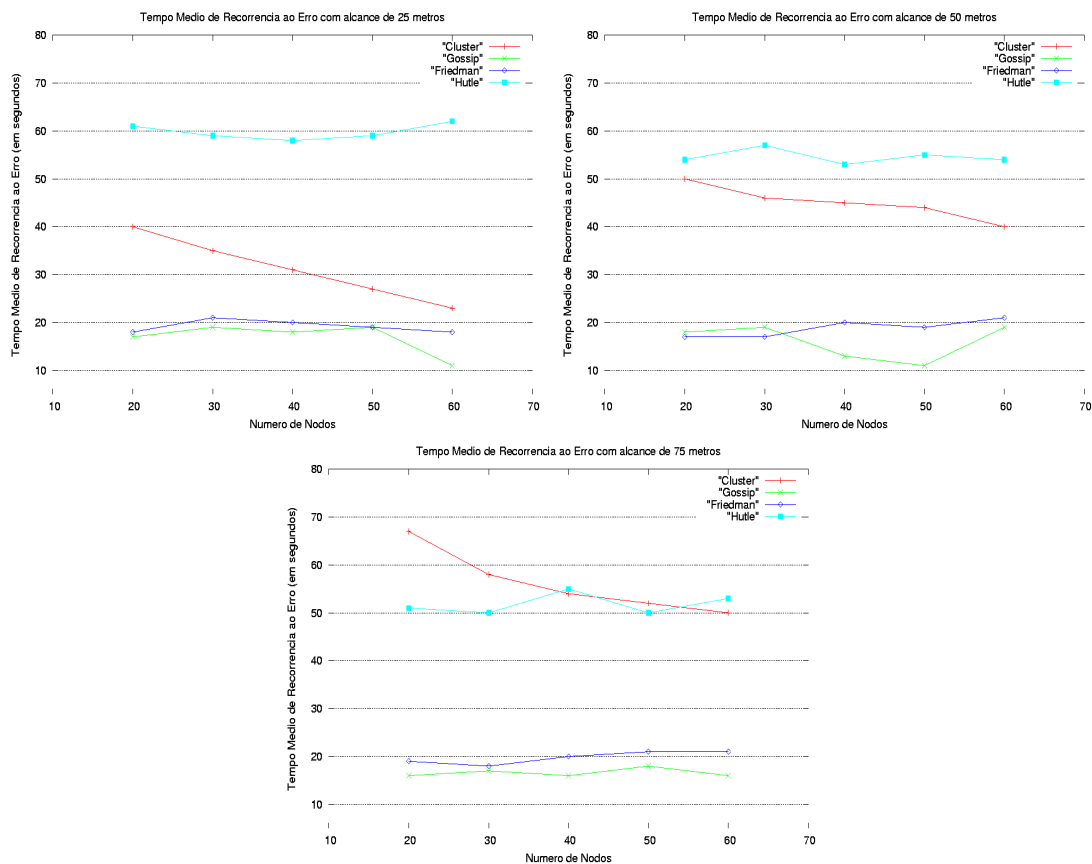 Tempo Medio de Recorrencia ao Erro com alcance de 25 metros
Tempo Medio de Recorrencia ao Erro (em segundos)
80
70
60
50
40
30
20
10
"Cluster"
"Gossip"
"Friedman"
"Hutle"
10 20 30 40 50 60 70
Numero de Nodos
Tempo Medio de Recorrencia ao Erro com alcance de 50 metros
Tempo Medio de Recorrencia ao Erro (em segundos)
80
70
60
50
40
30
20
10
"Cluster"
"Gossip"
"Friedman"
"Hutle"
10 20 30 40 50 60 70
Numero de Nodos
Tempo Medio de Recorrencia ao Erro com alcance de 75 metros
Tempo Medio de Recorrencia ao Erro (em segundos)
80
70
60
50
40
30
20
10
"Cluster"
"Gossip"
"Friedman"
"Hutle"
10 20 30 40 50 60 70
Numero de Nodos